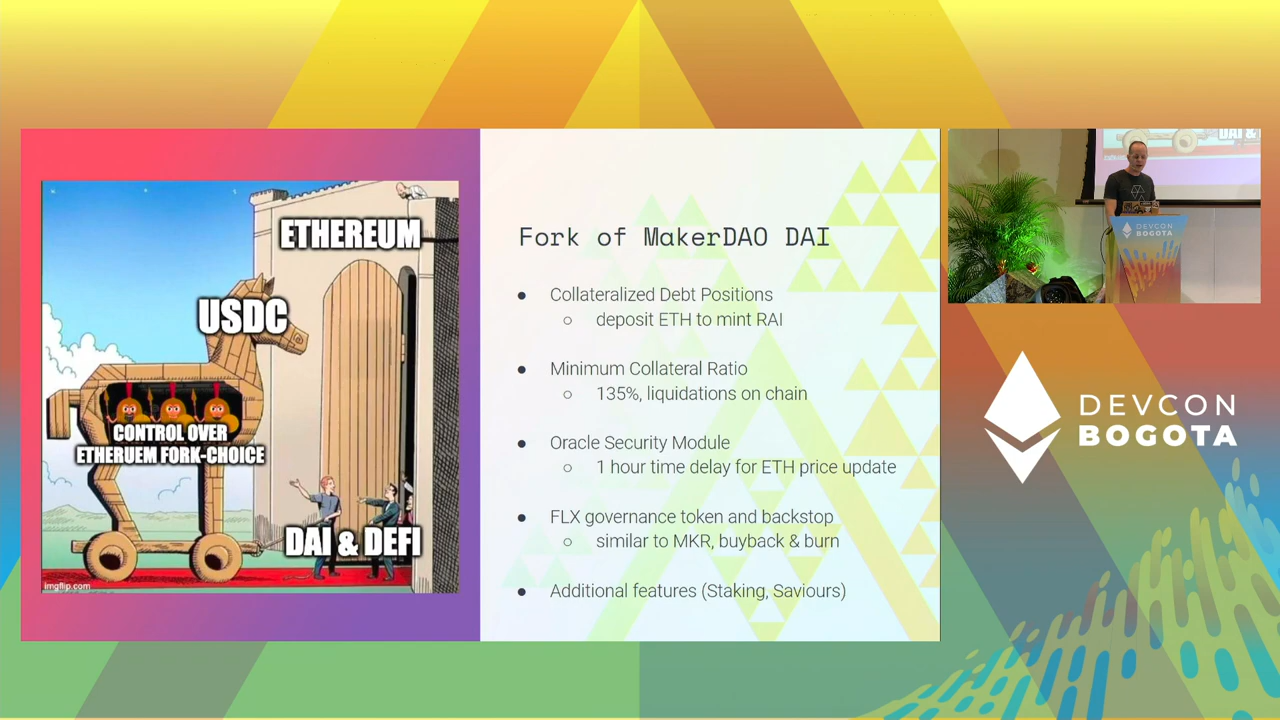 ETHEREUM
USDC
CONTROL OVER
ETHERUEM FORK-CHOICE
DAI & DEFI
imgflip.com
Fork of MakerDAO DAI
● Collateralized Debt Positions
○ deposit ETH to mint RAI
● Minimum Collateral Ratio
○ 135%, liquidations on chain
● Oracle Security Module
○ 1 hour time delay for ETH price update
● FLX governance token and backstop
○ similar to MKR, buyback & burn
● Additional features (Staking, Saviours)
DAI &
DEVCON
BOGOTA
DEVCON
BOGOTA